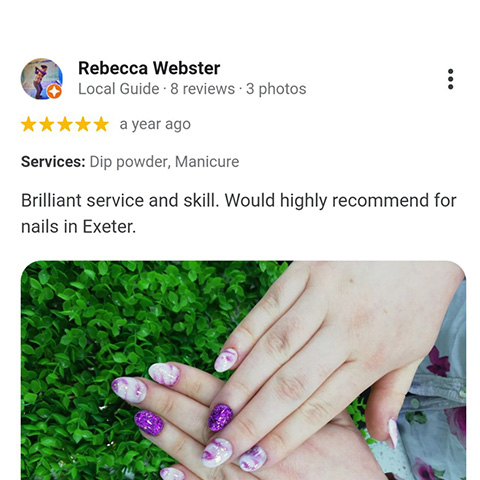 Rebecca Webster
Local Guide · 8 reviews · 3 photos
a year ago
Services: Dip powder, Manicure
Brilliant service and skill. Would highly recommend for
nails in Exeter.